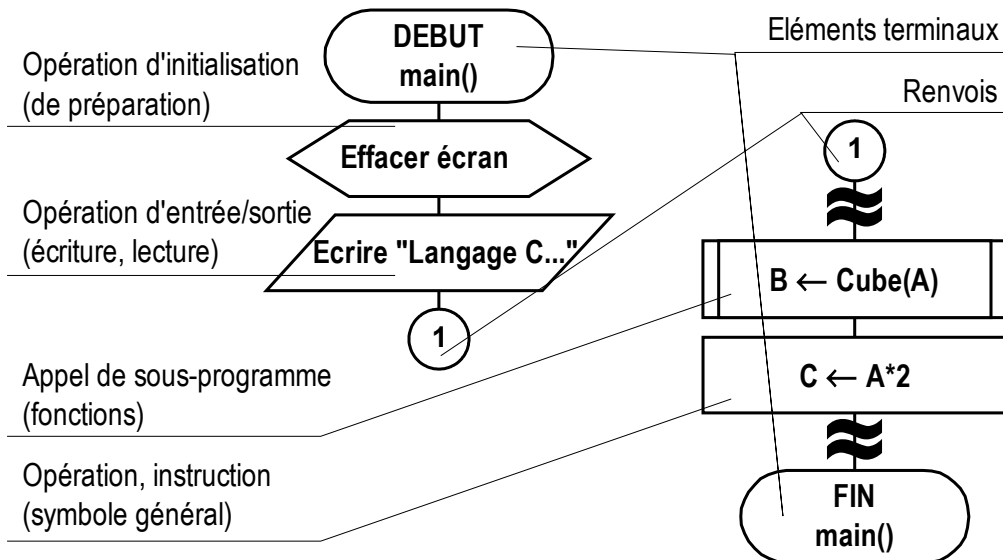 DEBUT
main()
Eléments terminaux
Opération d'initialisation
(de préparation)
Renvois
Effacer écran
1
Opération d'entrée/sortie
(écriture, lecture)
Ecrire "Langage C..."
B ← Cube(A)
1
Appel de sous-programme
(fonctions)
C ← A*2
Opération, instruction
(symbole général)
FIN
main()